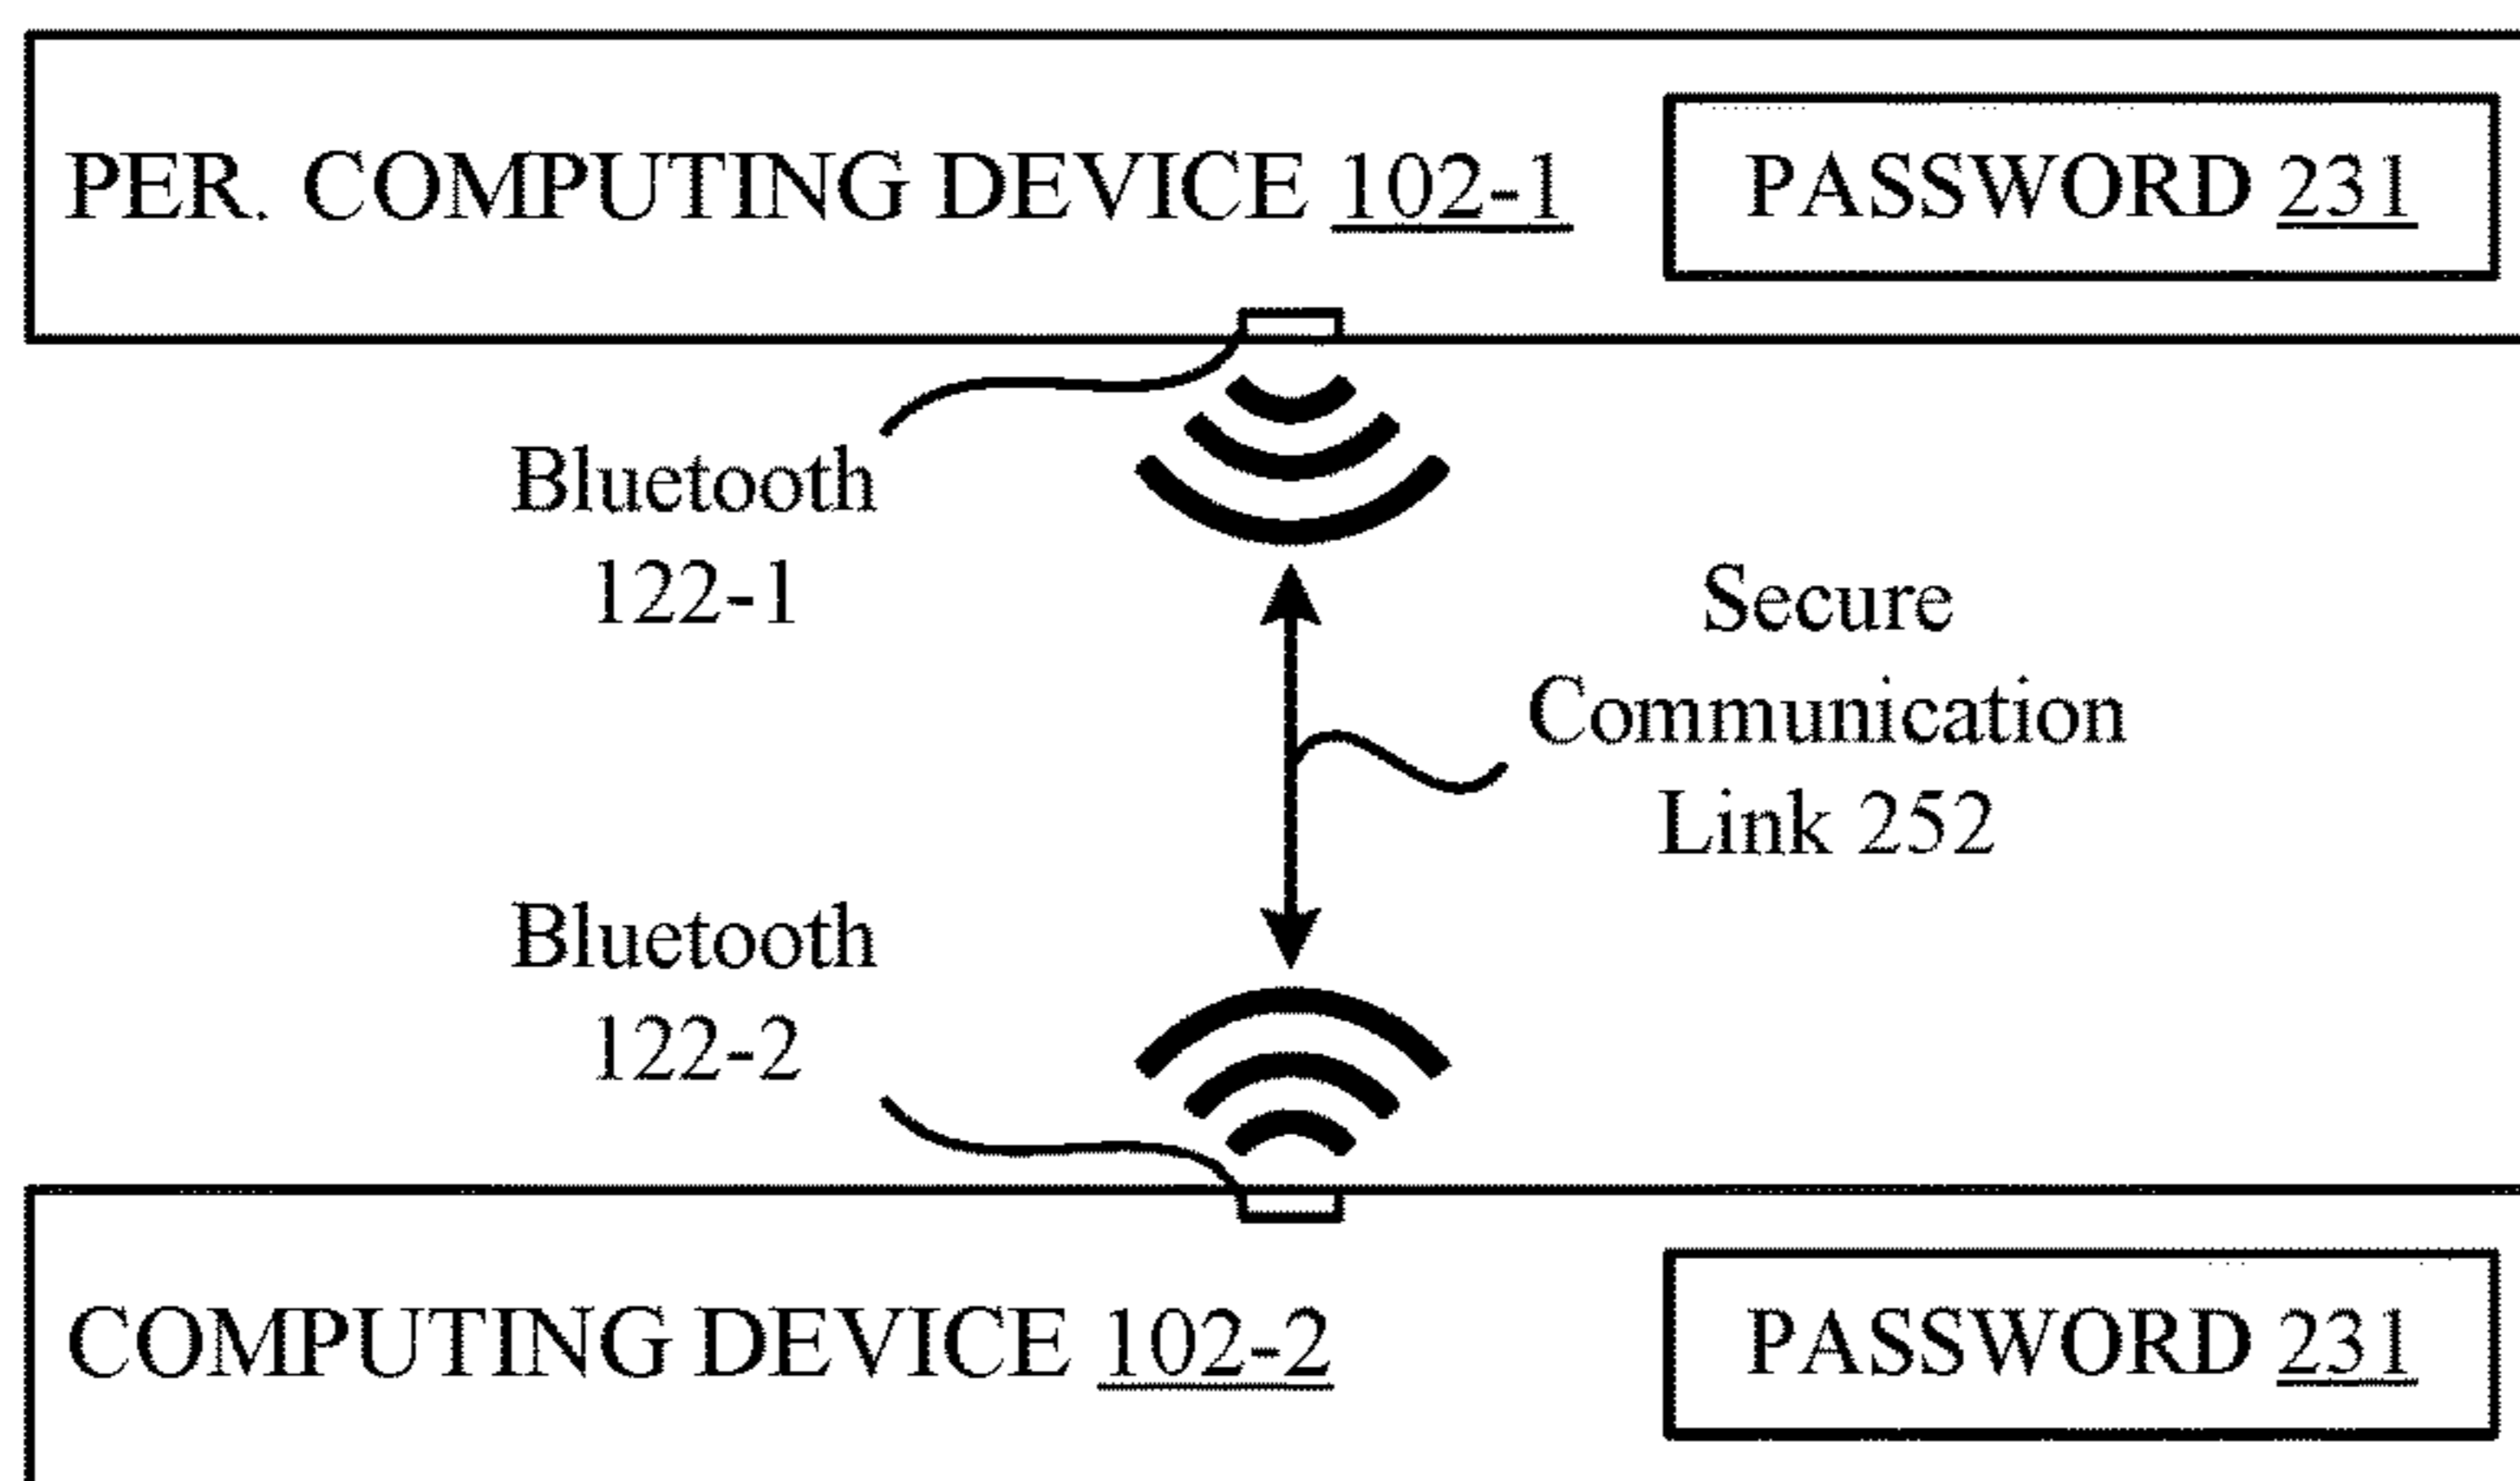 PER. COMPUTING DEVICE 102-1
PASSWORD 231
Bluetooth
122-1
Secure
Communication
Link 252
Bluetooth
122-2
COMPUTING DEVICE 102-2
PASSWORD 231